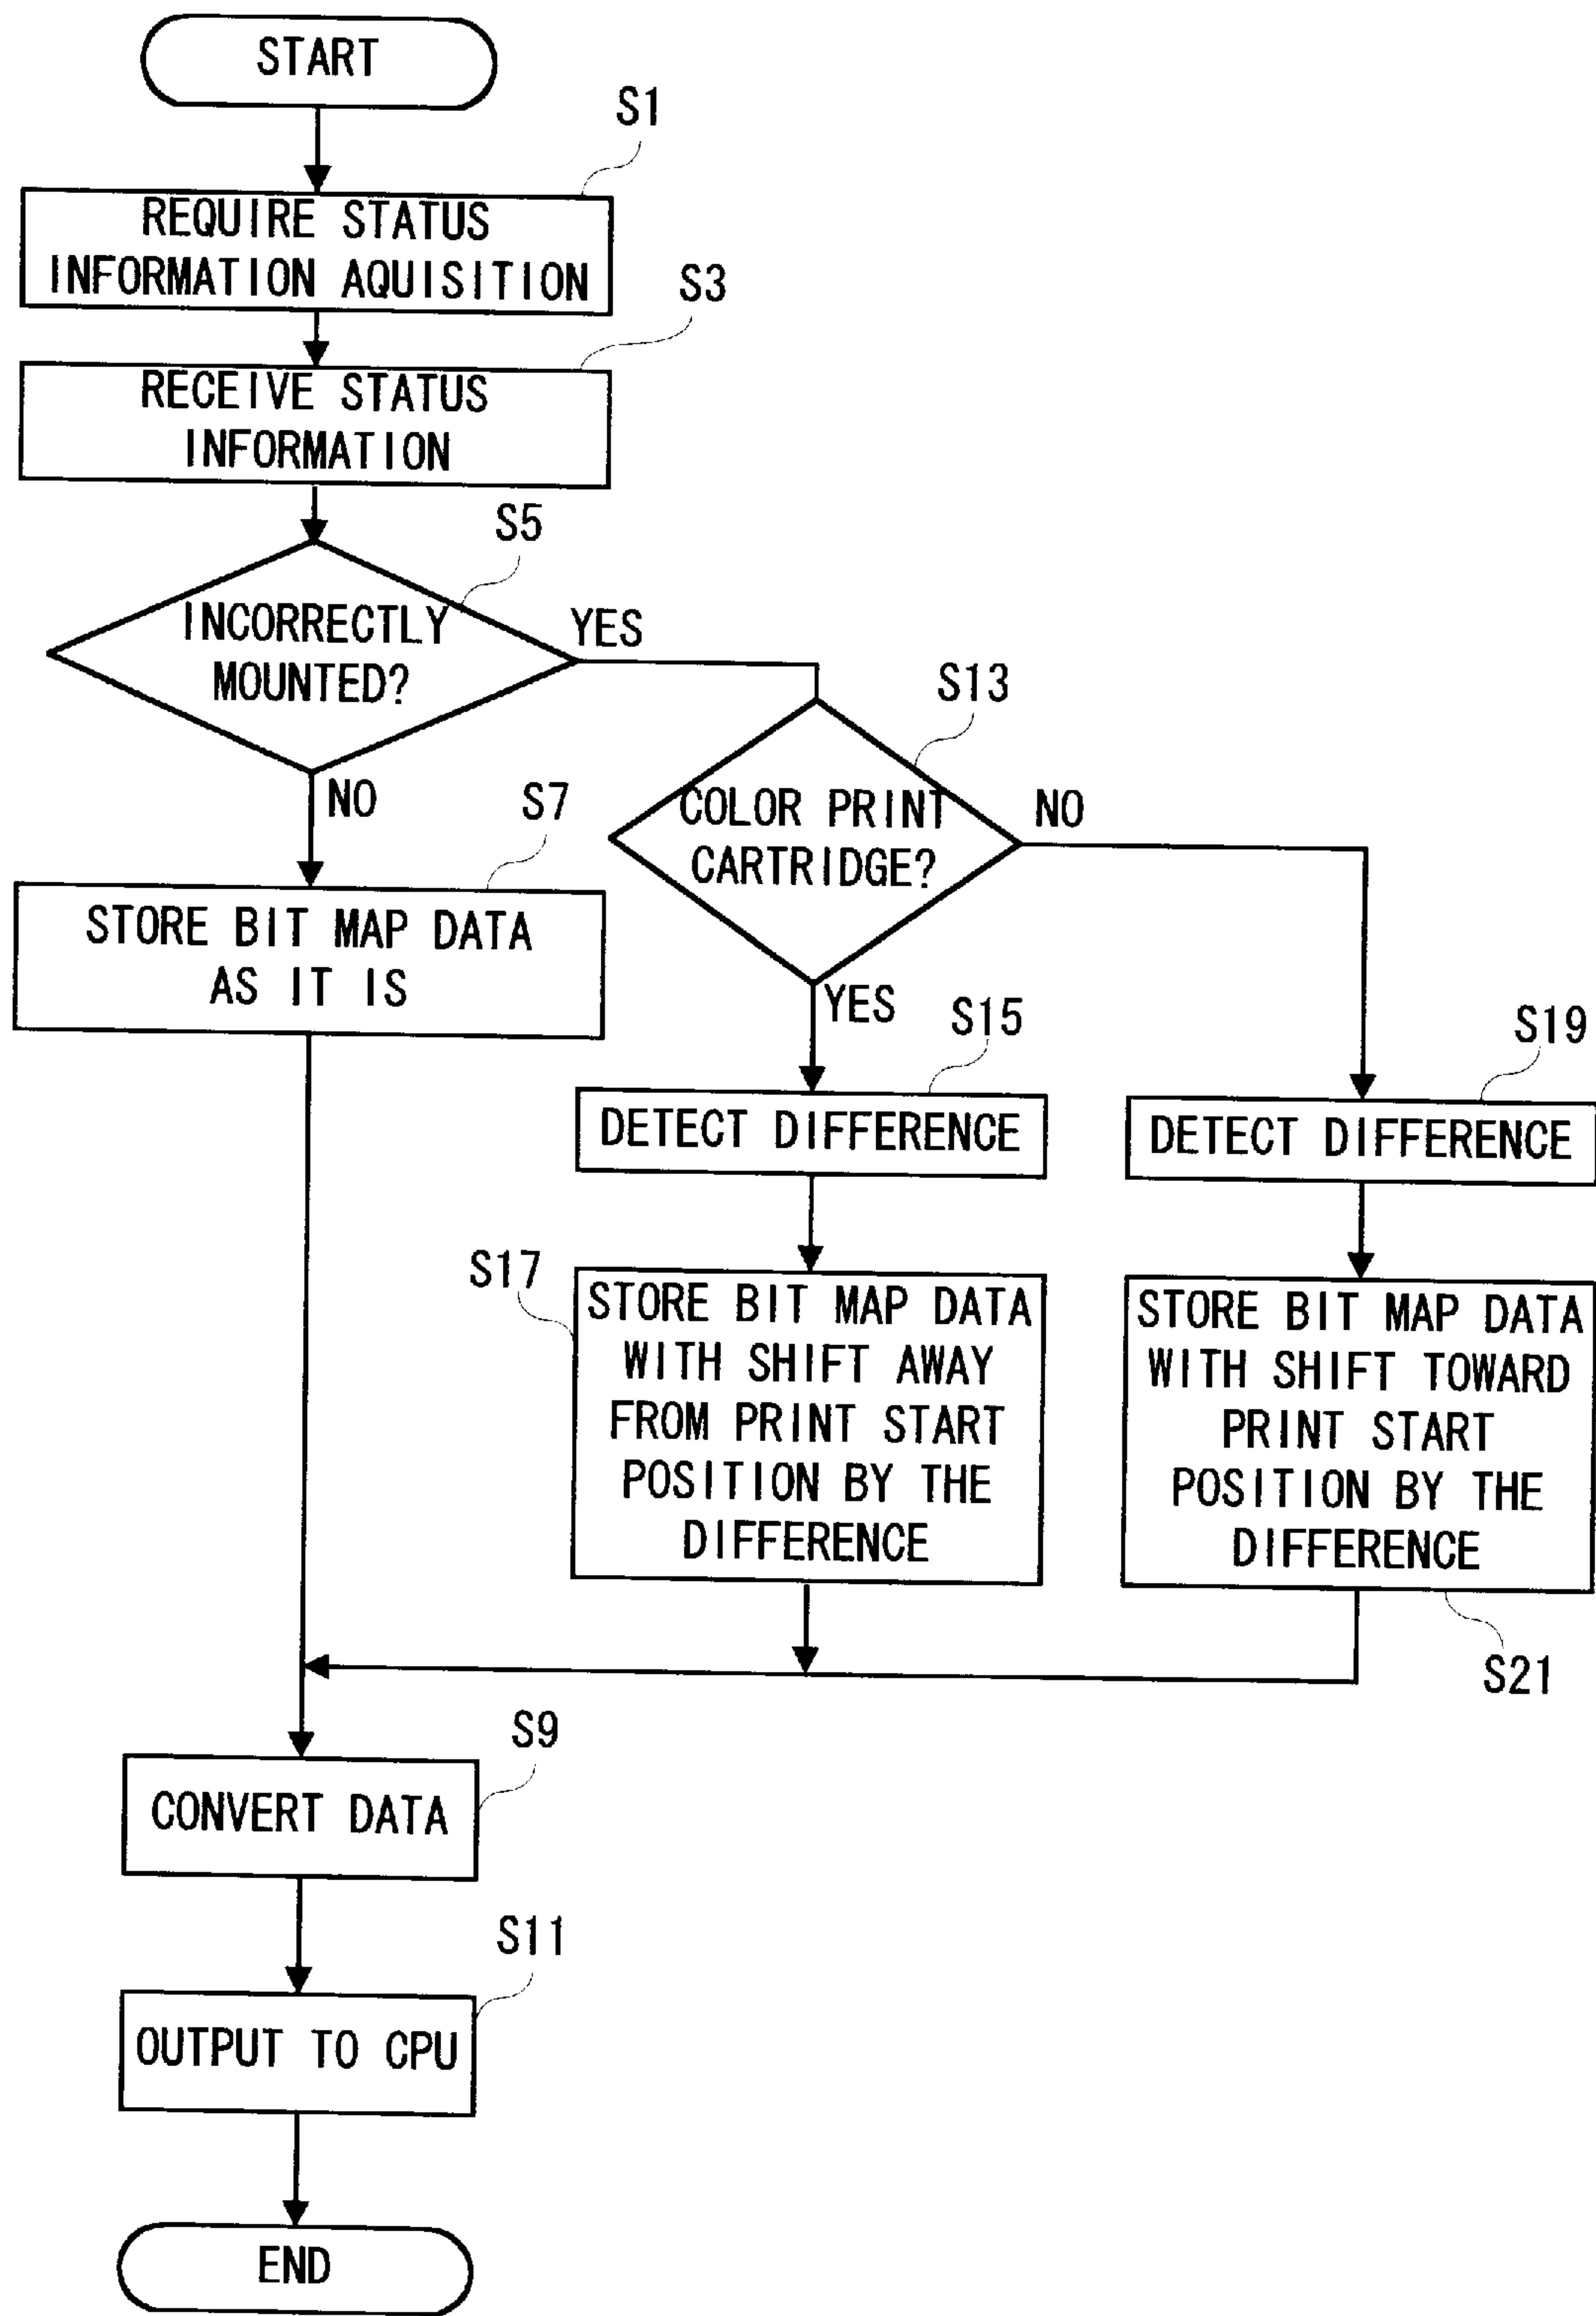 START
S1
REQUIRE STATUS
INFORMATION AQUISITION
S3
RECEIVE STATUS
INFORMATION
S5
INCORRECTLY
MOUNTED?
YES
NO
S13
COLOR PRINT
CARTRIDGE?
NO
YES
S7
STORE BIT MAP DATA
AS IT IS
S15
DETECT DIFFERENCE
S19
DETECT DIFFERENCE
S17
STORE BIT MAP DATA
WITH SHIFT AWAY
FROM PRINT START
POSITION BY THE
DIFFERENCE
STORE BIT MAP DATA
WITH SHIFT TOWARD
PRINT START
POSITION BY THE
DIFFERENCE
S21
S9
CONVERT DATA
S11
OUTPUT TO CPU
END